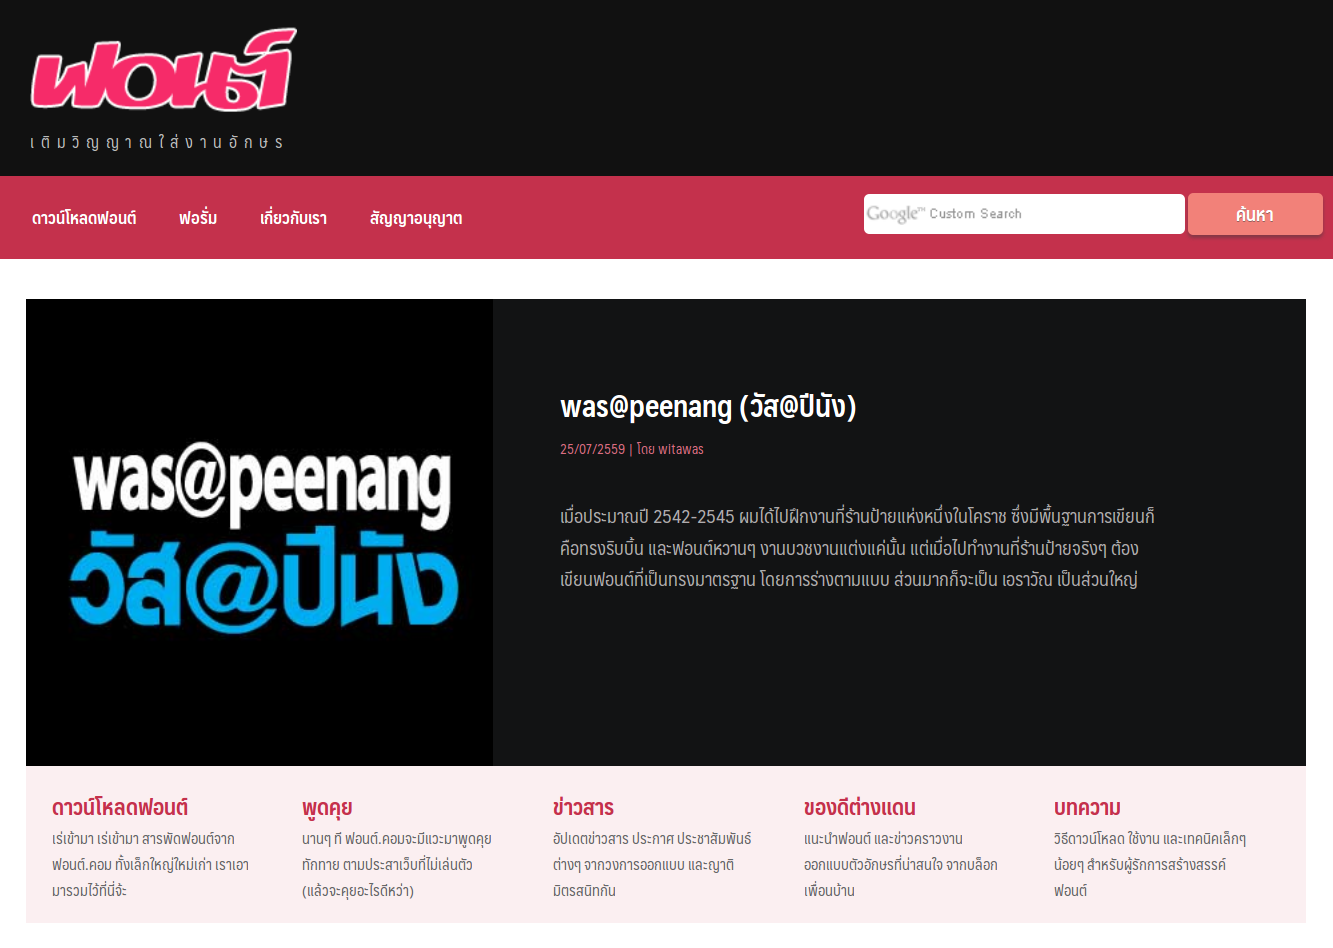 ฟอนต์
เติมวิญญาณใส่งานอักษร
ดาวน์โหลดฟอนต์ ฟอรั่ม เกี่ยวกับเรา สัญญาอนุญาต Google™ Custom Search ค้นหา
was@peenang
วัส@ปีนัง
was@peenang (วัส@ปีนัง)
25/07/2559 | โดย witawas
เมื่อประมาณปี 2542-2545 ผมได้ไปฝึกงานที่ร้านป้ายแห่งหนึ่งในโคราช ซึ่งมีพื้นฐานการเขียนก็
คือทรงริบบิ้น และฟอนต์หวานๆ งานบวชงานแต่งแค่นั้น แต่เมื่อไปทำงานที่ร้านป้ายจริงๆ ต้อง
เขียนฟอนต์ที่เป็นทรงมาตรฐาน โดยการร่างตามแบบ ส่วนมากก็จะเป็น เอราวัณ เป็นส่วนใหญ่
ดาวน์โหลดฟอนต์
เร่เข้ามา เร่เข้ามา สารพัดฟอนต์จาก
ฟอนต์.คอม ทั้งเล็กใหญ่ใหม่เก่า เราเอา
มารวมไว้ที่นี่จ้ะ
พูดคุย
นานๆ ที ฟอนต์.คอมจะมีแวะมาพูดคุย
ทักทาย ตามประสาเว็บที่ไม่เล่นตัว
(แล้วจะคุยอะไรดีหว่า)
ข่าวสาร
อัปเดตข่าวสาร ประกาศ ประชาสัมพันธ์
ต่างๆ จากวงการออกแบบ และญาติ
มิตรสนิทกัน
ของดีต่างแดน
แนะนำฟอนต์ และข่าวคราวงาน
ออกแบบตัวอักษรที่น่าสนใจ จากบล็อก
เพื่อนบ้าน
บทความ
วิธีดาวน์โหลด ใช้งาน และเทคนิคเล็กๆ
น้อยๆ สำหรับผู้รักการสร้างสรรค์
ฟอนต์